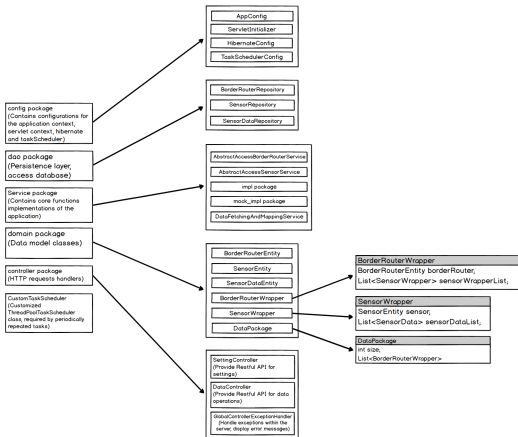 AppConfig
ServletInitializer
HibernateConfig
TaskSchedulerConfig
BorderRouterRepository
SensorRepository
SensorDataRepository
config package
(Contains configurations for
the application context,
servlet context, hibernate
and taskScheduler)
dao package
(Persistence layer,
access database)
Service package
(Contains core functions
implementations of the
application)
domain package
(Data model classes)
controller package
(HTTP requests handlers)
CustomTaskScheduler
(Customized
ThreadPoolTaskScheduler
class, required by periodically
repeated tasks)
AbstractAccessBorderRouterService
AbstractAccessSensorService
impl package
mock_impl package
DataFetchingAndMappingService
BorderRouterEntity
SensorEntity
SensorDataEntity
BorderRouterWrapper
SensorWrapper
DataPackage
BorderRouterWrapper
BorderRouterEntity borderRouter;
List<SensorWrapper> sensorWrapperList;
SensorWrapper
SensorEntity sensor;
List<SensorData> sensorDataList;
DataPackage
int size;
List<BorderRouterWrapper>
SettingController
(Provide Restful API for
settings)
DataController
(Provide Restful API for data
operations)
GlobalControllerExceptionHandler
(Handle exceptions within the
server, display error messages)